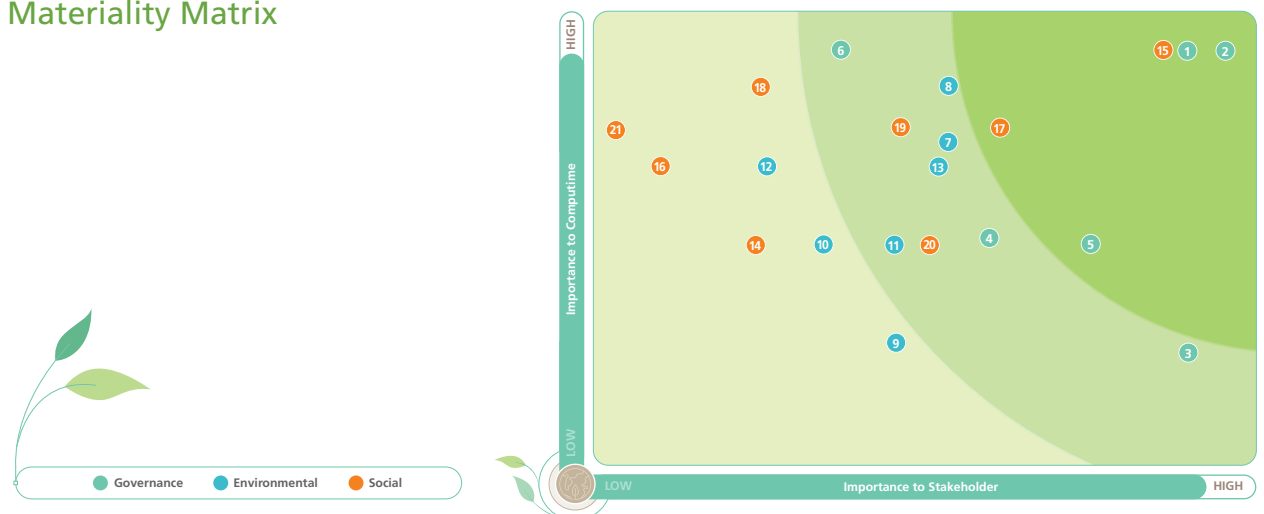 Materiality Matrix
HIGH
Importance to Computime
LOW
6
15
1
2
18
8
21
19
17
7
16
12
13
14
10
11
20
4
5
9
3
Governance
Environmental
Social
LOW
Importance to Stakeholder
HIGH